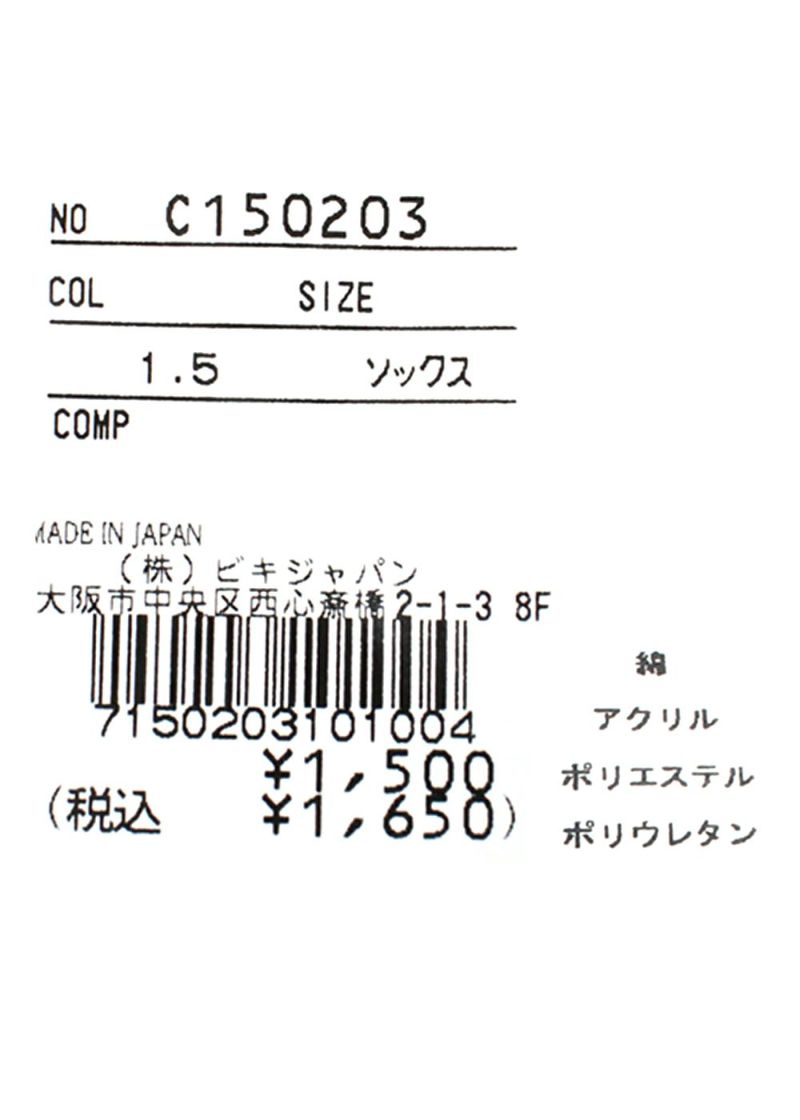 NO C150203
COL SIZE
1.5 ソックス
COMP
MADE IN JAPAN
(株)ビキジャパン
大阪市中央区西心斎橋2-1-3 8F
7150203101004
¥1,500
(税込 ¥1,650)
綿
アクリル
ポリエステル
ポリウレタン